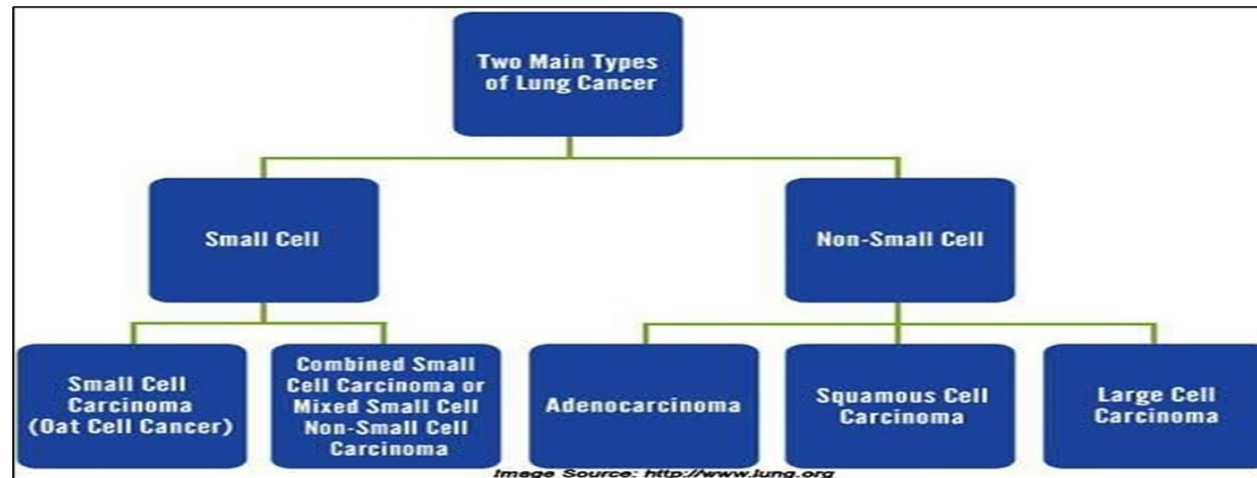 Two Main Types
of Lung Cancer
Small Cell
Non-Small Cell
Small Cell
Carcinoma
(Oat Cell Cancer)
Combined Small
Cell Carcinoma or
Mixed Small Cell
Non-Small Cell
Carcinoma
Adenocarcinoma
Squamous Cell
Carcinoma
Large Cell
Carcinoma
Image Source: http://www.lung.org